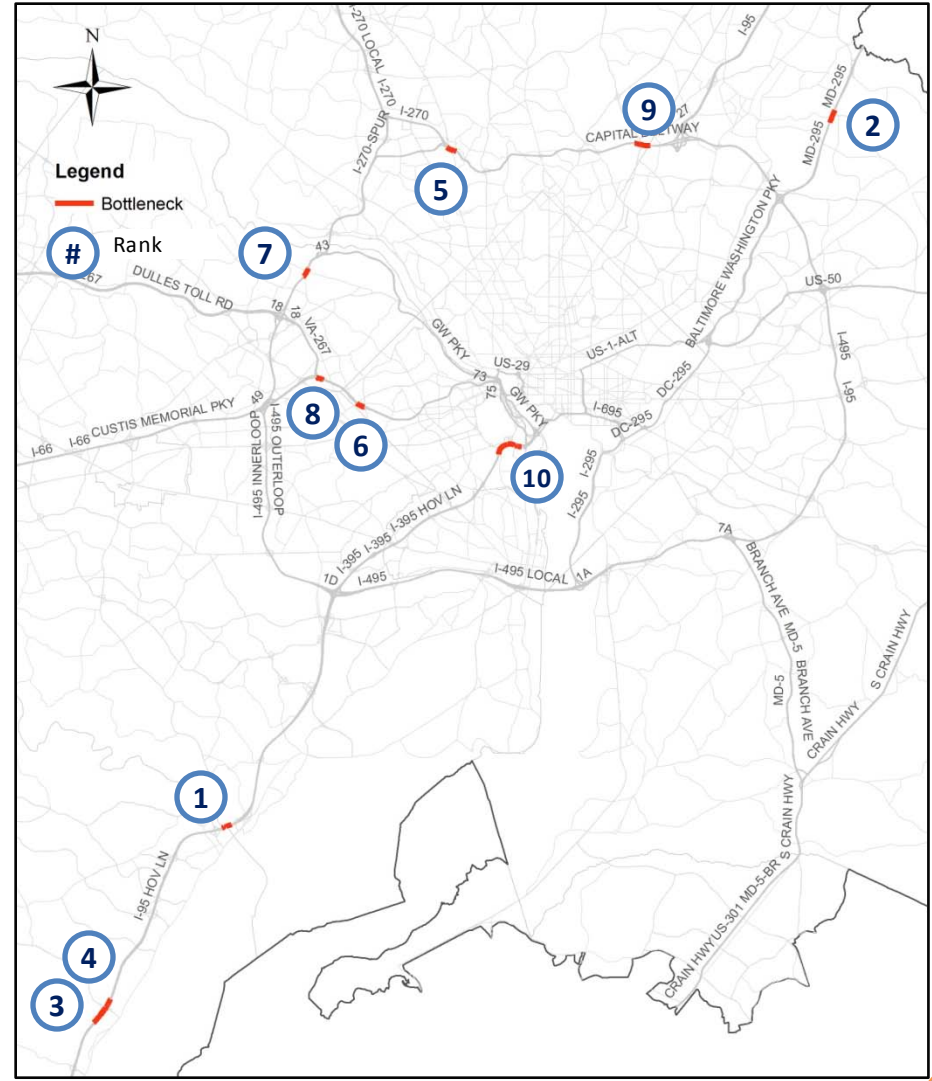 N
I-270 LOCAL
I-270
I-95
MD-295
I-270
9
27
2
CAPITAL BELTWAY
MD-295
I-270-SPUR
Legend
Bottleneck
5
#
Rank
7
43
BALTIMORE WASHINGTON PKY
267
DULLES TOLL RD
18
18
VA-267
US-50
GW PKY
US-1-ALT
I-495
US-29
73
75
GW PKY
DC-295
I-95
49
8
6
I-695
DC-295
CUSTIS MEMORIAL PKY
I-66
I-66
I-495 INNERLOOP
I-495 OUTERLOOP
10
I-295
I-295
I-395 HOV LN
I-395
I-395
7A
1D
I-495
I-495 LOCAL
1A
BRANCH AVE
MD-5
BRANCH AVE
MD-5
S CRAIN HWY
CRAIN HWY
1
S CRAIN HWY
I-95 HOV LN
MD-5-BR
US-301
CRAIN HWY
4
3